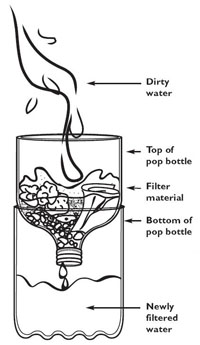 Dirty
water
Top of
pop bottle
Filter
material
Bottom of
pop bottle
Newly
filtered
water